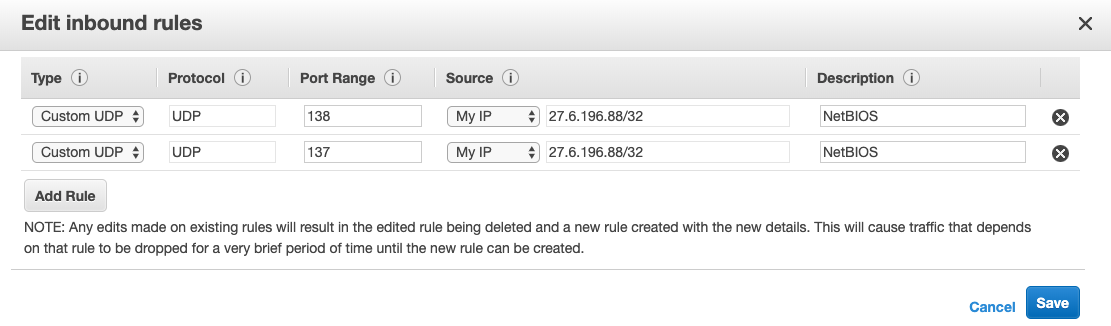 Edit inbound rules
Type Protocol Port Range Source Description
Custom UDP UDP 138 My IP 27.6.196.88/32 NetBIOS
Custom UDP UDP 137 My IP 27.6.196.88/32 NetBIOS
Add Rule
NOTE: Any edits made on existing rules will result in the edited rule being deleted and a new rule created with the new details. This will cause traffic that depends
on that rule to be dropped for a very brief period of time until the new rule can be created.
Cancel Save